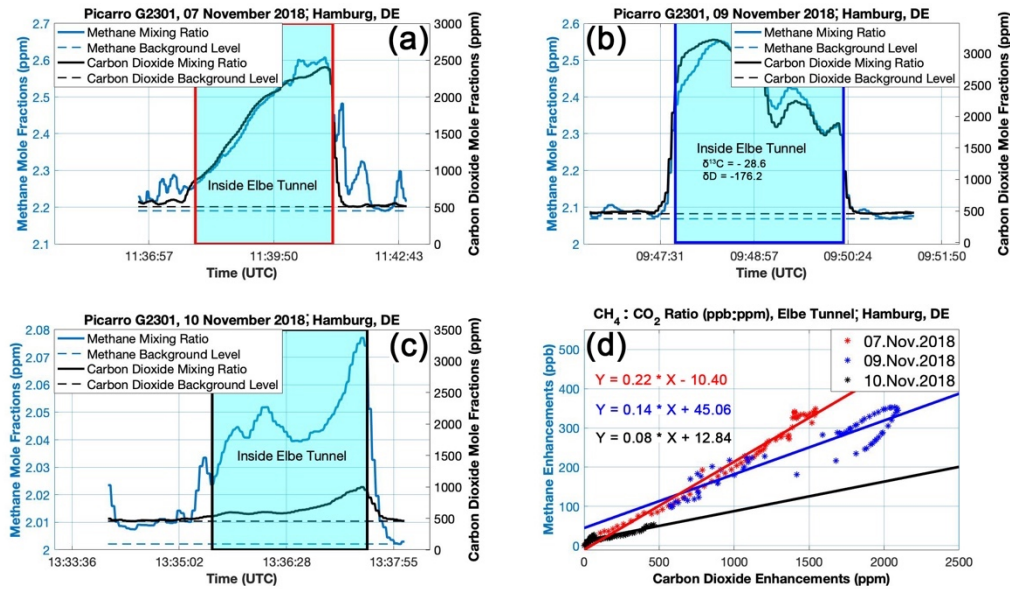 Picarro G2301, 07 November 2018, Hamburg, DE
(a)
Methane Mixing Ratio
Methane Background Level
Carbon Dioxide Mixing Ratio
Carbon Dioxide Background Level
Inside Elbe Tunnel
Methane Mole Fractions (ppm)
2.7
2.6
2.5
2.4
2.3
2.2
2.1
Carbon Dioxide Mole Fractions (ppm)
3000
2500
2000
1500
1000
500
0
11:36:57 11:39:50 11:42:43
Time (UTC)
Picarro G2301, 09 November 2018, Hamburg, DE
(b)
Methane Mixing Ratio
Methane Background Level
Carbon Dioxide Mixing Ratio
Carbon Dioxide Background Level
Inside Elbe Tunnel
δ¹³C = - 28.6
δD = -176.2
Methane Mole Fractions (ppm)
2.6
2.5
2.4
2.3
2.2
2.1
2
Carbon Dioxide Mole Fractions (ppm)
3000
2500
2000
1500
1000
500
0
09:47:31 09:48:57 09:50:24 09:51:50
Time (UTC)
Picarro G2301, 10 November 2018, Hamburg, DE
(c)
Methane Mixing Ratio
Methane Background Level
Carbon Dioxide Mixing Ratio
Carbon Dioxide Background Level
Inside Elbe Tunnel
Methane Mole Fractions (ppm)
2.08
2.07
2.06
2.05
2.04
2.03
2.02
2.01
2
Carbon Dioxide Mole Fractions (ppm)
3500
3000
2500
2000
1500
1000
500
0
13:33:36 13:35:02 13:36:28 13:37:55
Time (UTC)
CH₄ : CO₂ Ratio (ppb:ppm), Elbe Tunnel; Hamburg, DE
(d)
07.Nov.2018
09.Nov.2018
10.Nov.2018
Y = 0.22 * X - 10.40
Y = 0.14 * X + 45.06
Y = 0.08 * X + 12.84
Methane Enhancements (ppb)
500
400
300
200
100
0
0 500 1000 1500 2000 2500
Carbon Dioxide Enhancements (ppm)